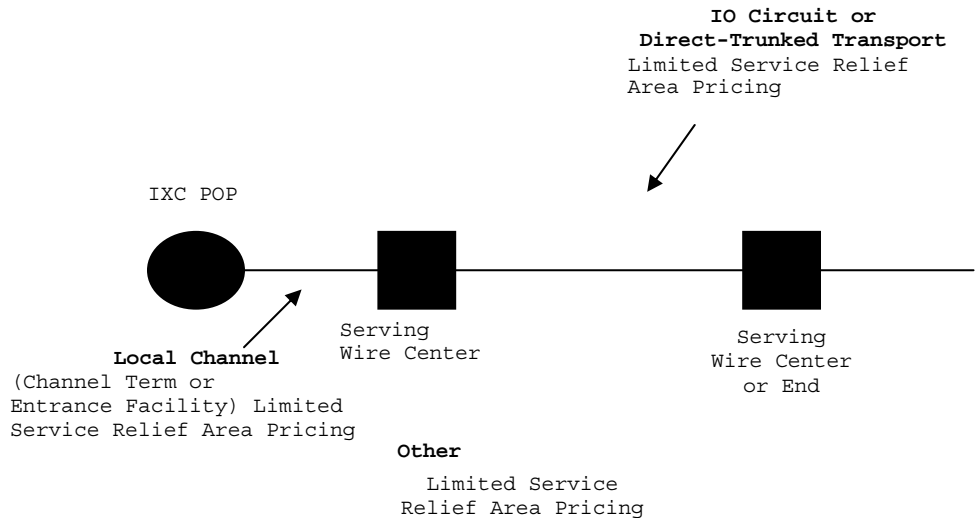 IO Circuit or
Direct-Trunked Transport
Limited Service Relief
Area Pricing
IXC POP
Serving
Wire Center
Serving
Wire Center
or End
Local Channel
(Channel Term or
Entrance Facility) Limited
Service Relief Area Pricing
Other
Limited Service
Relief Area Pricing